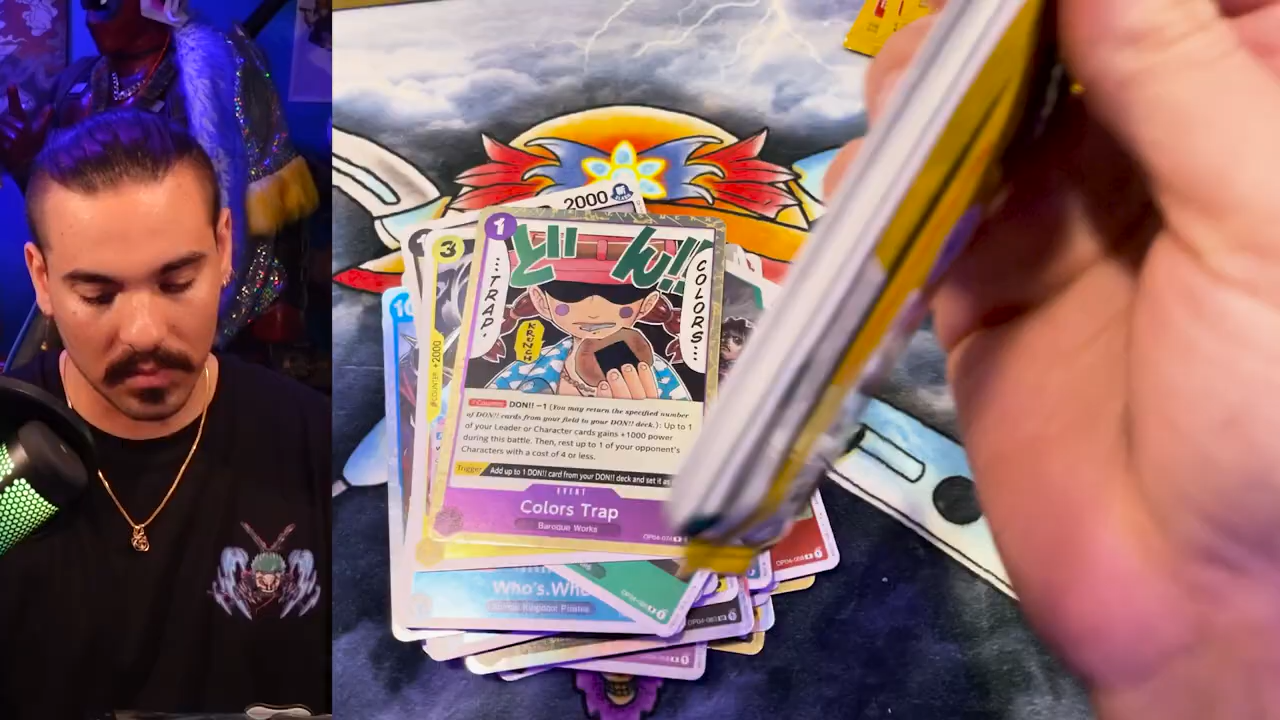 2000
10
1
3
1
どん!!
...TRAP.
COLORS...
KRUNCH
COUNTER +2000
Counter DON!! −1 (You may return the specified number
of DON!! cards from your field to your DON!! deck.): Up to 1
of your Leader or Character cards gains +1000 power
during this battle. Then, rest up to 1 of your opponent's
Characters with a cost of 4 or less.
Trigger Add up to 1 DON!! card from your DON!! deck and set it as
EVENT
Colors Trap
Baroque Works
Who's.Who
Pirates